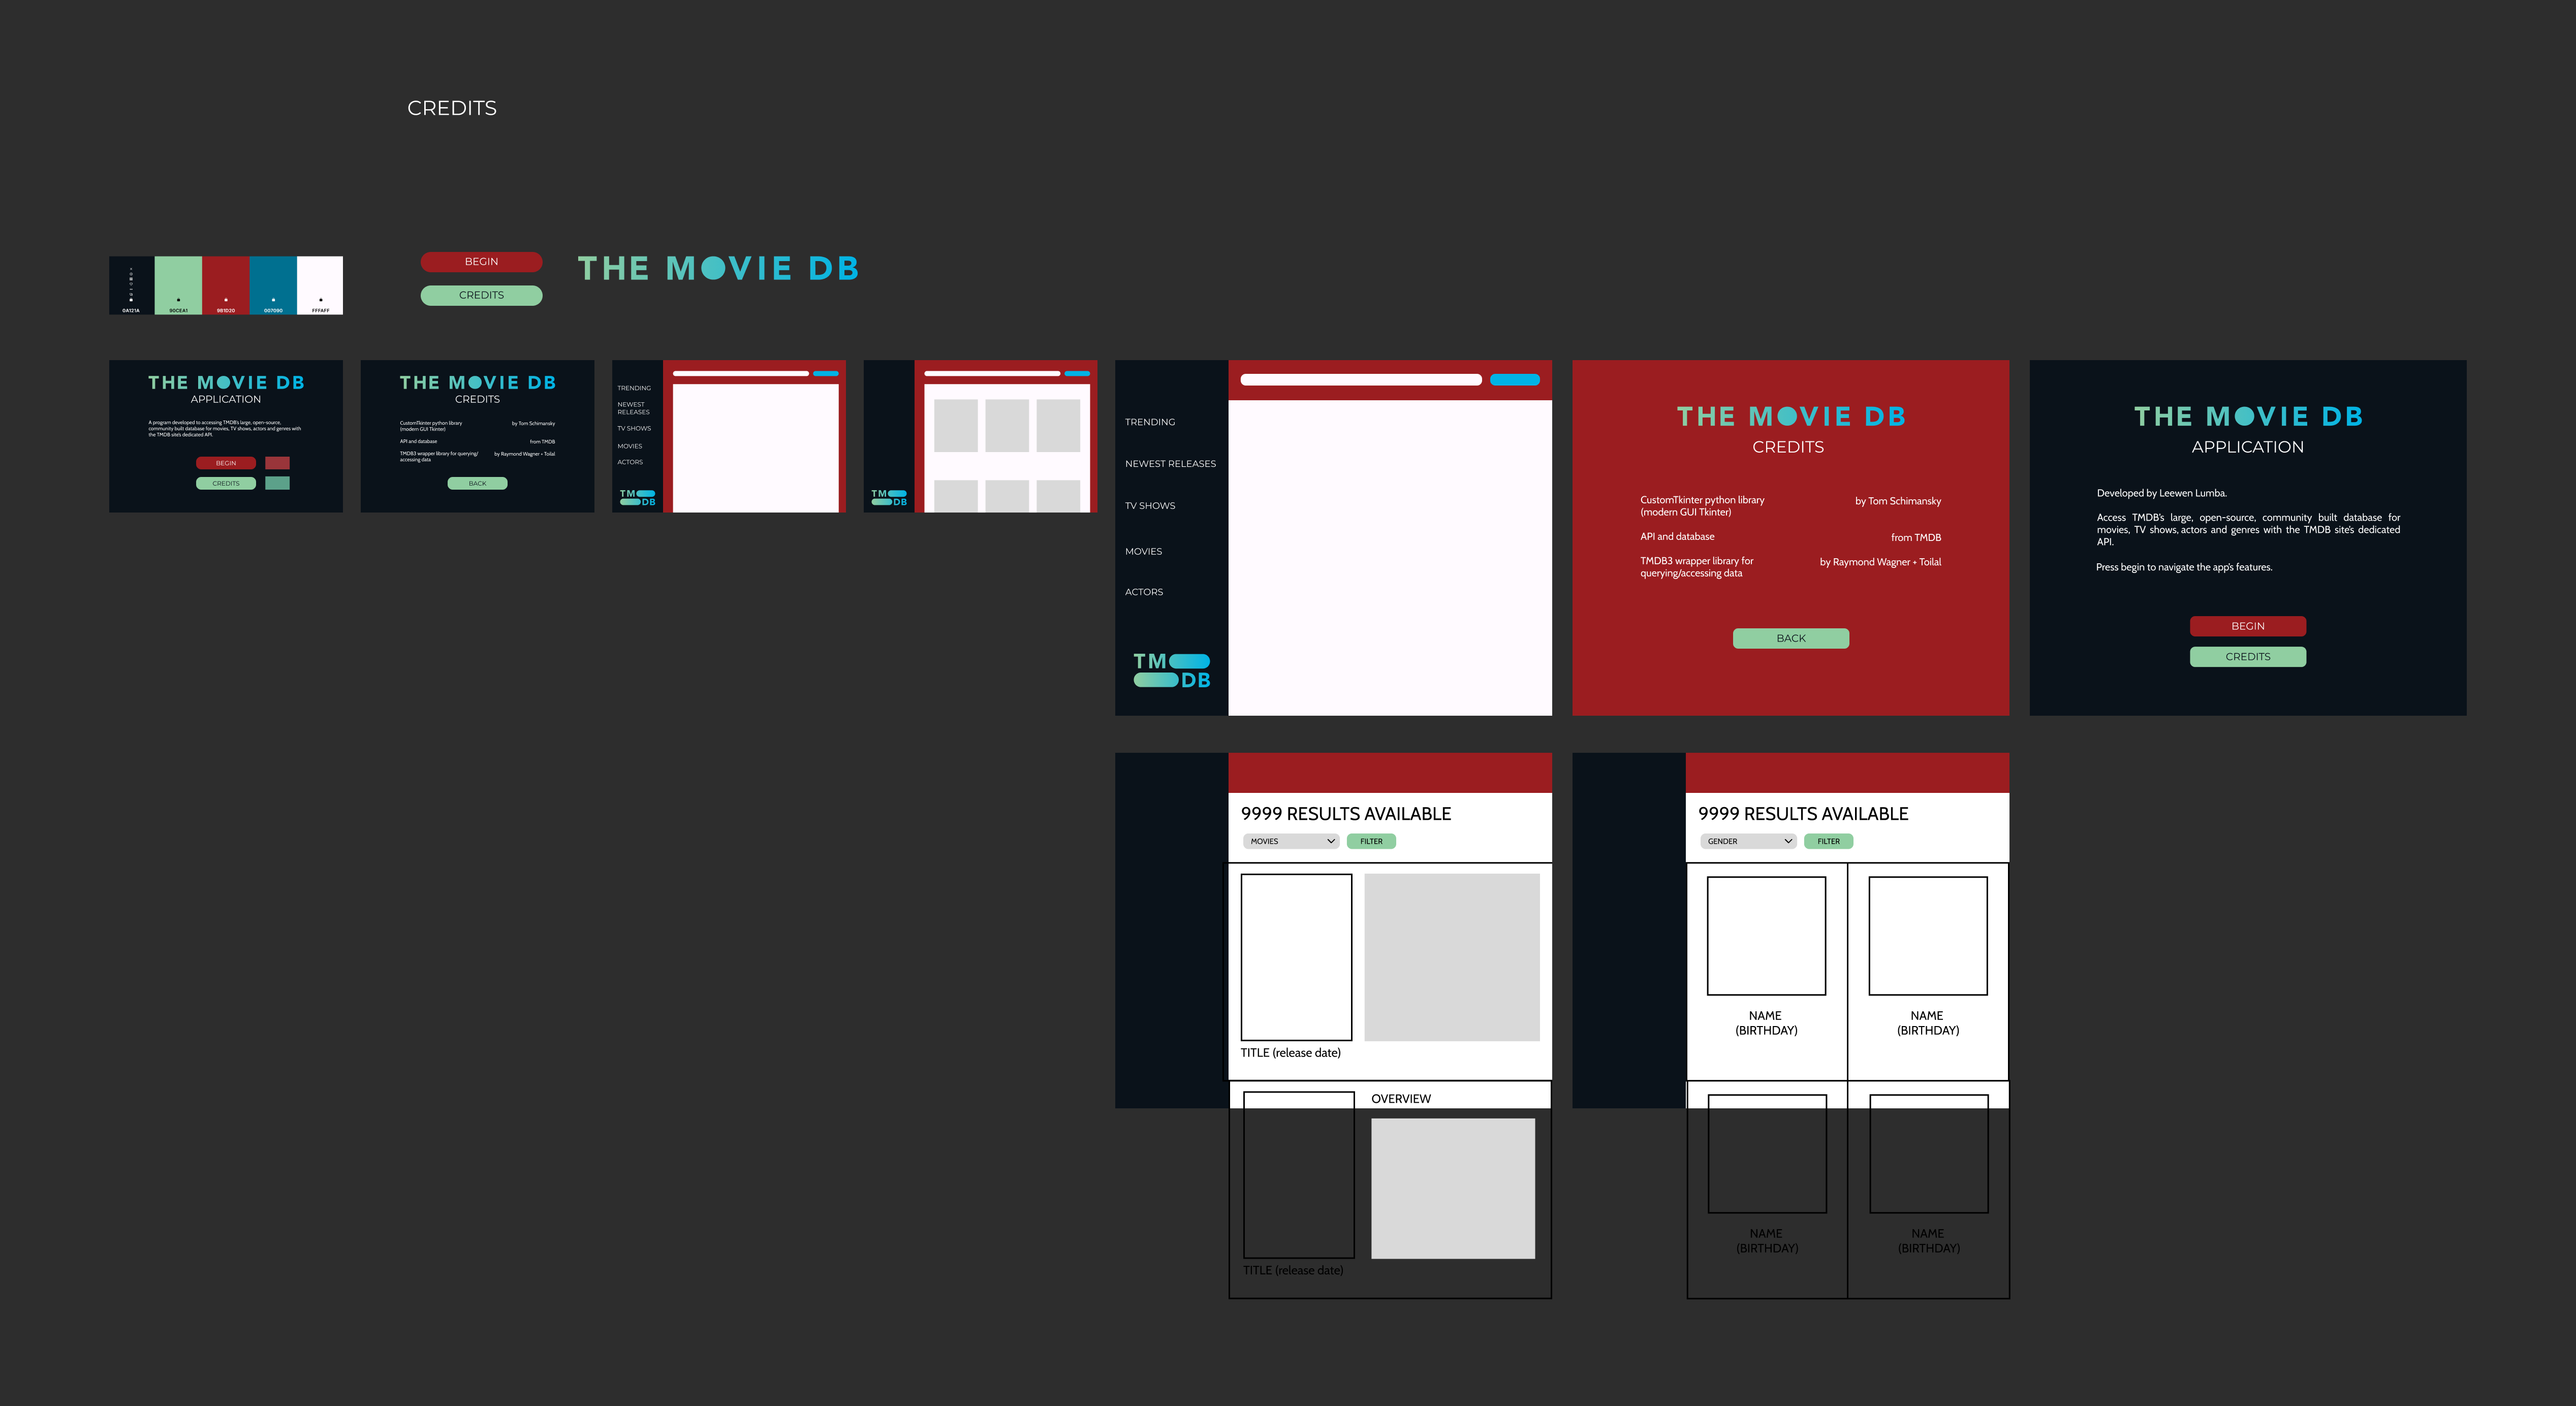 CREDITS
0A121A
90CEA1
9B1D20
007090
FFFAFF
BEGIN
CREDITS
THE MOVIE DB
THE MOVIE DB
APPLICATION
A program developed to accessing TMDB's large, open-source,
community built database for movies, TV shows, actors and genres with
the TMDB sites dedicated API.
BEGIN
CREDITS
THE MOVIE DB
CREDITS
CustomTkinter python library
(modern GUI Tkinter)
by Tom Schimansky
API and database
from TMDB
TMDB3 wrapper library for querying/
accessing data
by Raymond Wagner + Toilal
BACK
TRENDING
NEWEST
RELEASES
TV SHOWS
MOVIES
ACTORS
TM
DB
TM
DB
TRENDING
NEWEST RELEASES
TV SHOWS
MOVIES
ACTORS
TM
DB
THE MOVIE DB
CREDITS
CustomTkinter python library
(modern GUI Tkinter)
by Tom Schimansky
API and database
from TMDB
TMDB3 wrapper library for
querying/accessing data
by Raymond Wagner + Toilal
BACK
THE MOVIE DB
APPLICATION
Developed by Leewen Lumba.
Access TMDB's large, open-source, community built database for
movies, TV shows, actors and genres with the TMDB site's dedicated
API.
Press begin to navigate the app's features.
BEGIN
CREDITS
9999 RESULTS AVAILABLE
MOVIES
FILTER
TITLE (release date)
OVERVIEW
TITLE (release date)
9999 RESULTS AVAILABLE
GENDER
FILTER
NAME
(BIRTHDAY)
NAME
(BIRTHDAY)
NAME
(BIRTHDAY)
NAME
(BIRTHDAY)